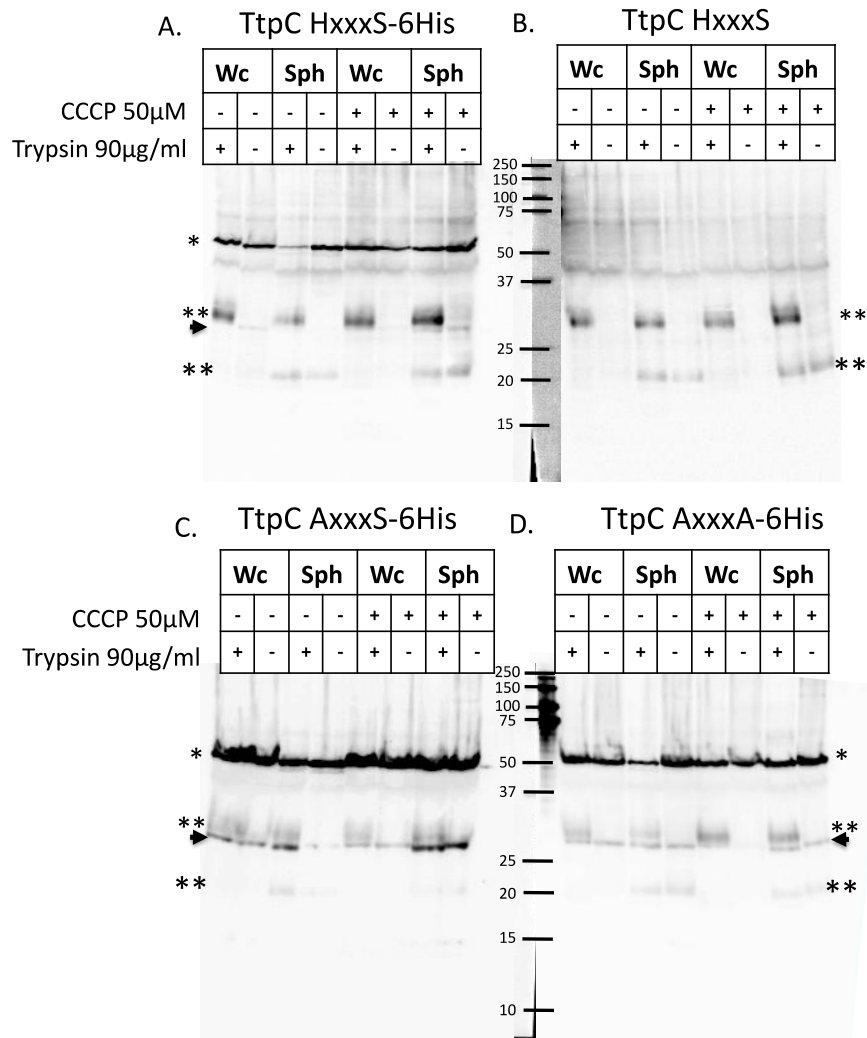 A. TtpC HxxxS-6His
Wc Sph Wc Sph
CCCP 50µM - - - - + + + +
Trypsin 90µg/ml + - + - + - + -
*
**
**
B. TtpC HxxxS
Wc Sph Wc Sph
- - - - + + + +
+ - + - + - + -
250
150
100
75
50
37
25
20
15
**
**
C. TtpC AxxxS-6His
Wc Sph Wc Sph
CCCP 50µM - - - - + + + +
Trypsin 90µg/ml + - + - + - + -
*
**
**
D. TtpC AxxxA-6His
Wc Sph Wc Sph
- - - - + + + +
+ - + - + - + -
250
150
100
75
50
37
25
20
15
10
*
**
**